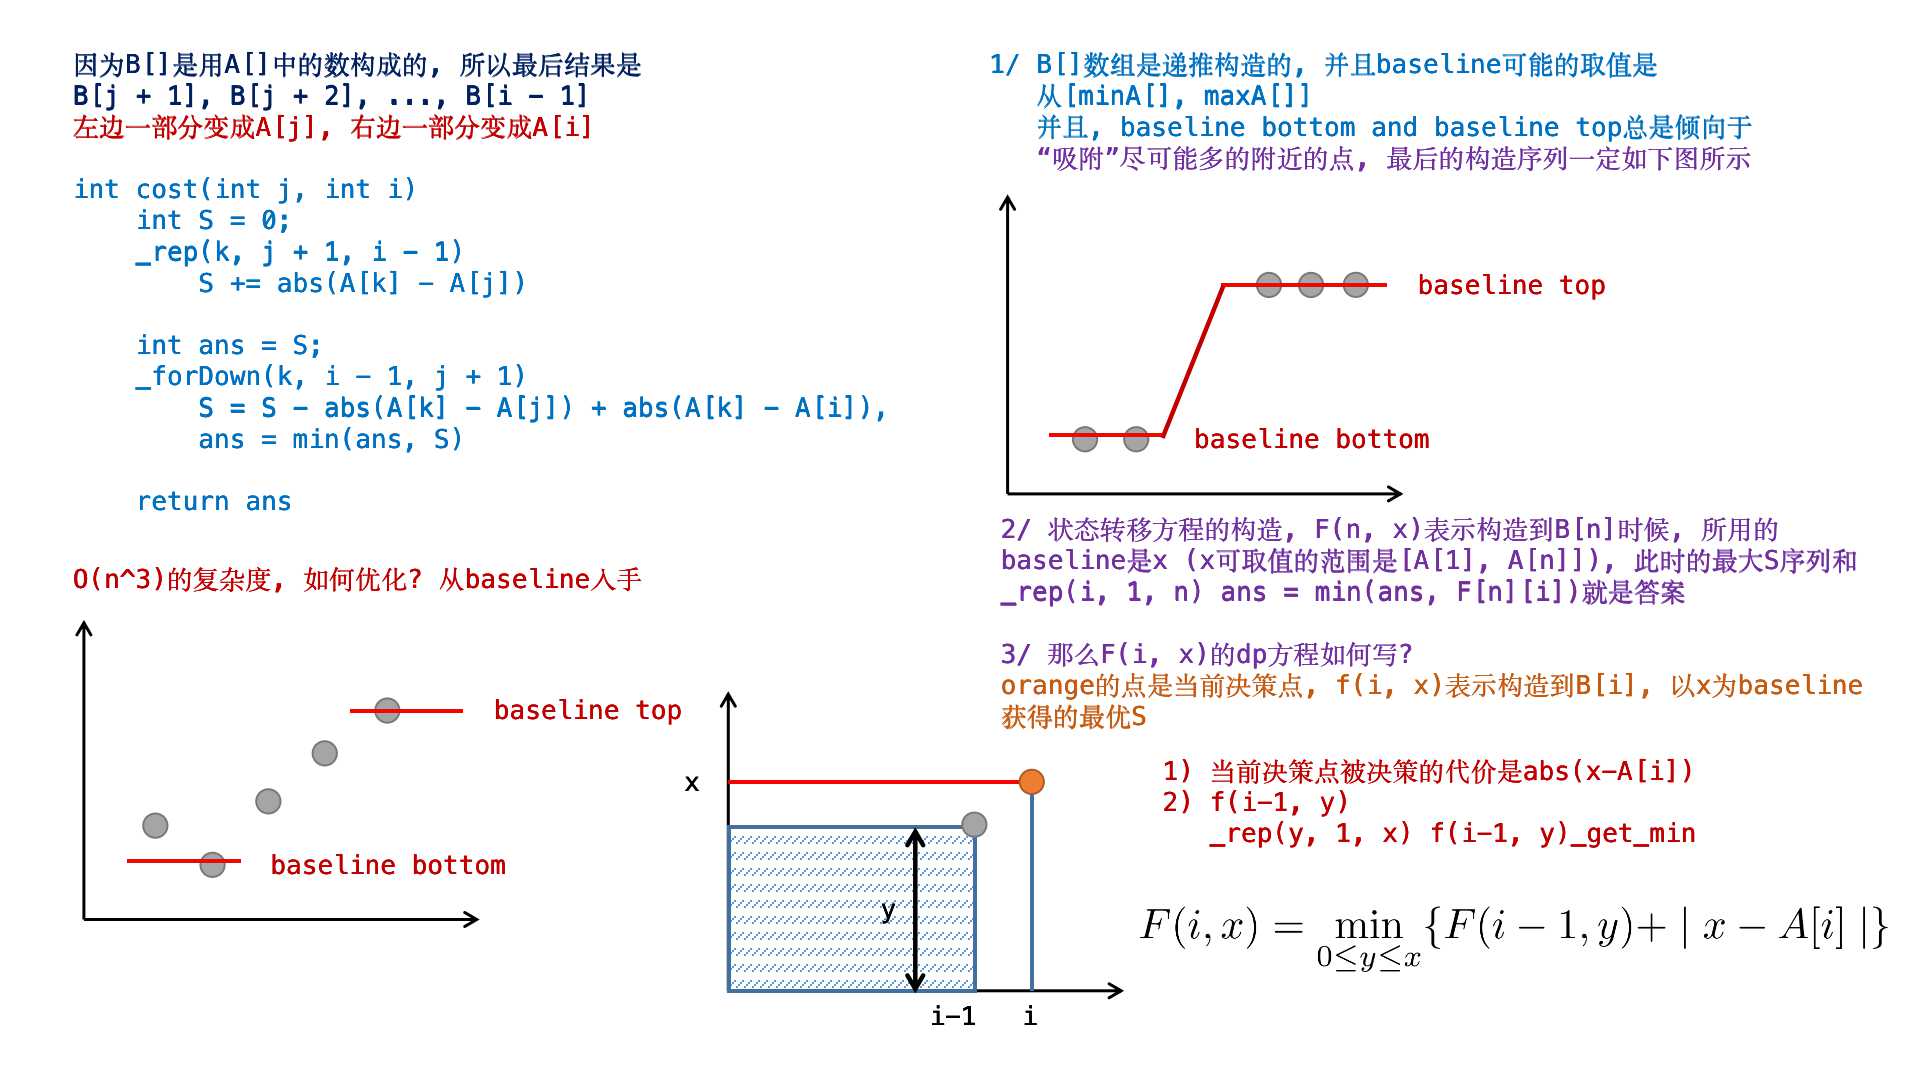 因为B[]是用A[]中的数构成的, 所以最后结果是
B[j + 1], B[j + 2], ..., B[i - 1]
左边一部分变成A[j], 右边一部分变成A[i]
int cost(int j, int i)
int S = 0;
_rep(k, j + 1, i - 1)
S += abs(A[k] - A[j])
int ans = S;
_forDown(k, i - 1, j + 1)
S = S - abs(A[k] - A[j]) + abs(A[k] - A[i]),
ans = min(ans, S)
return ans
O(n^3)的复杂度, 如何优化? 从baseline入手
baseline top
baseline bottom
1/ B[]数组是递推构造的, 并且baseline可能的取值是
从[minA[], maxA[]]
并且, baseline bottom and baseline top总是倾向于
“吸附”尽可能多的附近的点, 最后的构造序列一定如下图所示
baseline top
baseline bottom
2/ 状态转移方程的构造, F(n, x)表示构造到B[n]时候, 所用的
baseline是x (x可取值的范围是[A[1], A[n]]), 此时的最大S序列和
_rep(i, 1, n) ans = min(ans, F[n][i])就是答案
3/ 那么F(i, x)的dp方程如何写?
orange的点是当前决策点, f(i, x)表示构造到B[i], 以x为baseline
获得的最优S
x
y
i-1
i
1) 当前决策点被决策的代价是abs(x-A[i])
2) f(i-1, y)
_rep(y, 1, x) f(i-1, y)_get_min
F(i, x) = min {F(i − 1, y)+ | x − A[i] |}
0≤y≤x